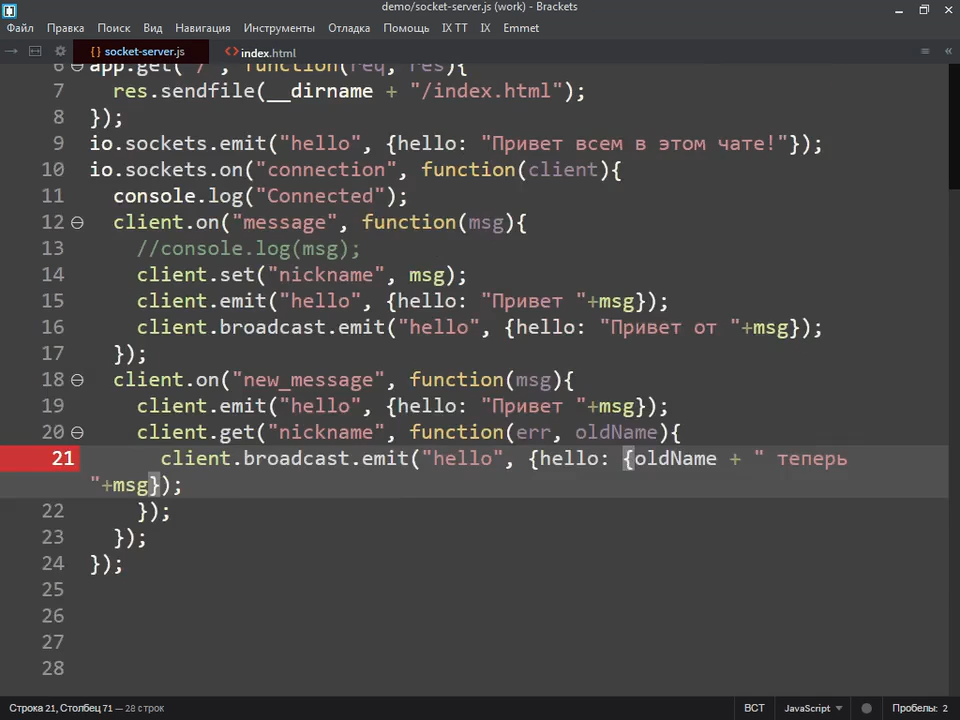 demo/socket-server.js (work) - Brackets
Файл Правка Поиск Вид Навигация Инструменты Отладка Помощь IX TT IX Emmet
{ } socket-server.js <> index.html
6 app.get("/", function(req, res){
7 res.sendfile(__dirname + "/index.html");
8 });
9 io.sockets.emit("hello", {hello: "Привет всем в этом чате!"});
10 io.sockets.on("connection", function(client){
11 console.log("Connected");
12 client.on("message", function(msg){
13 //console.log(msg);
14 client.set("nickname", msg);
15 client.emit("hello", {hello: "Привет "+msg});
16 client.broadcast.emit("hello", {hello: "Привет от "+msg});
17 });
18 client.on("new_message", function(msg){
19 client.emit("hello", {hello: "Привет "+msg});
20 client.get("nickname", function(err, oldName){
21 client.broadcast.emit("hello", {hello: {oldName + " теперь
"+msg});
22 });
23 });
24 });
25
26
27
28
Строка 21, Столбец 71 — 28 строк ВСТ JavaScript Пробелы: 2